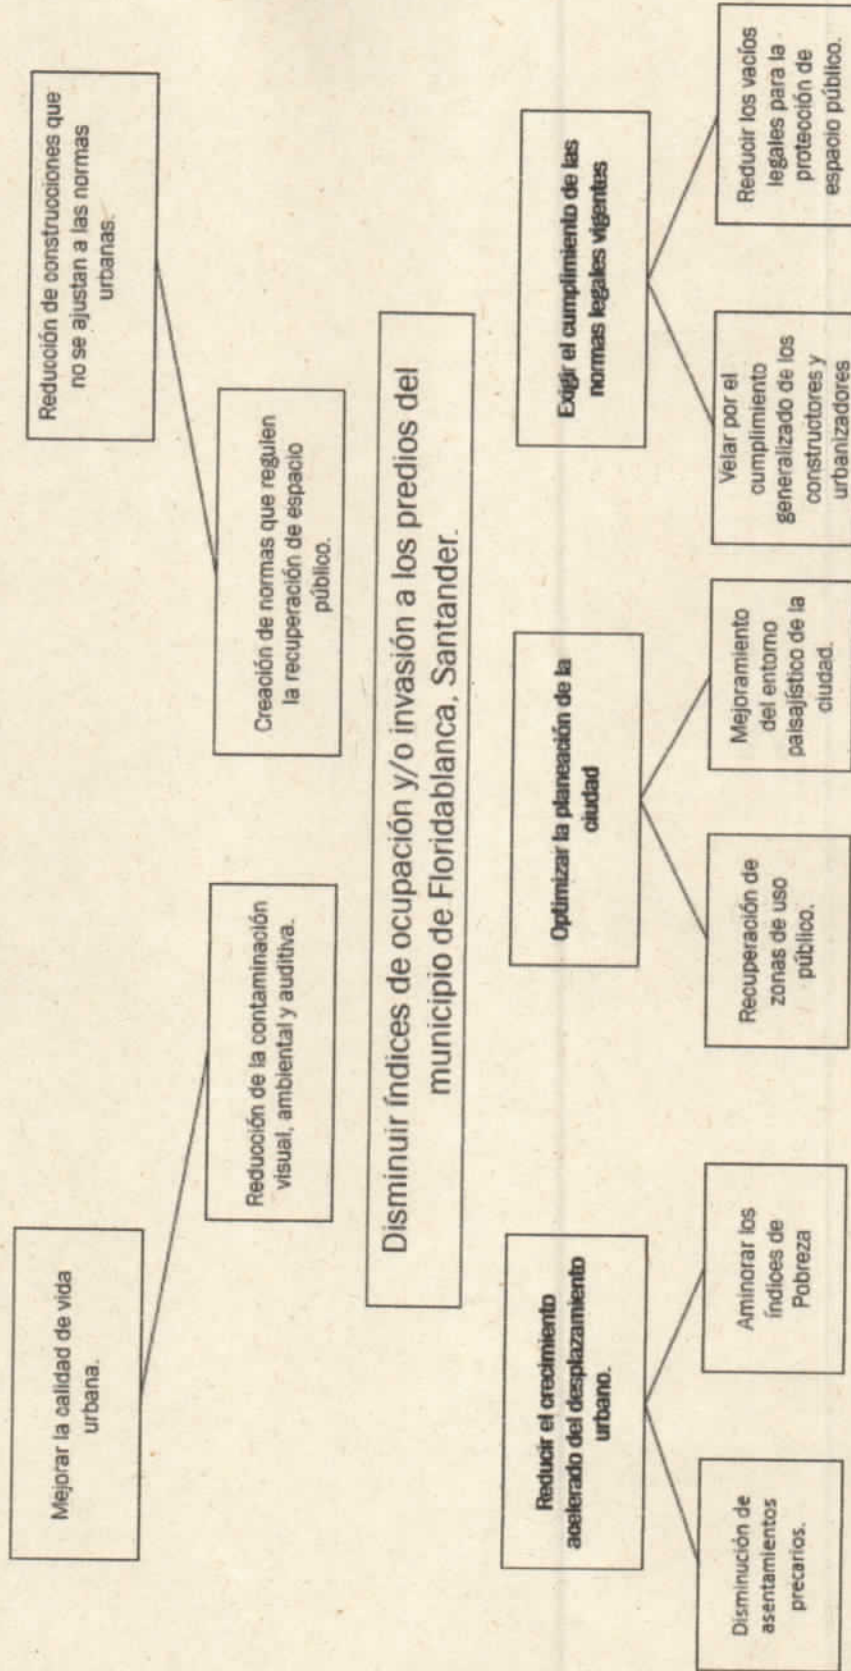 Mejorar la calidad de vida
urbana.
Reducción de construcciones que
no se ajustan a las normas
urbanas.
Reducción de la contaminación
visual, ambiental y auditiva.
Creación de normas que regulen
la recuperación de espacio
público.
Disminuir índices de ocupación y/o invasión a los predios del
municipio de Floridablanca, Santander.
Reducir el crecimiento
acelerado del desplazamiento
urbano.
Optimizar la planeación de la
ciudad
Exigir el cumplimiento de las
normas legales vigentes
Disminución de
asentamientos
precarios.
Aminorar los
índices de
Pobreza
Recuperación de
zonas de uso
público.
Mejoramiento
del entorno
paisajístico de la
ciudad.
Velar por el
cumplimiento
generalizado de los
constructores y
urbanizadores
Reducir los vacíos
legales para la
protección de
espacio público.